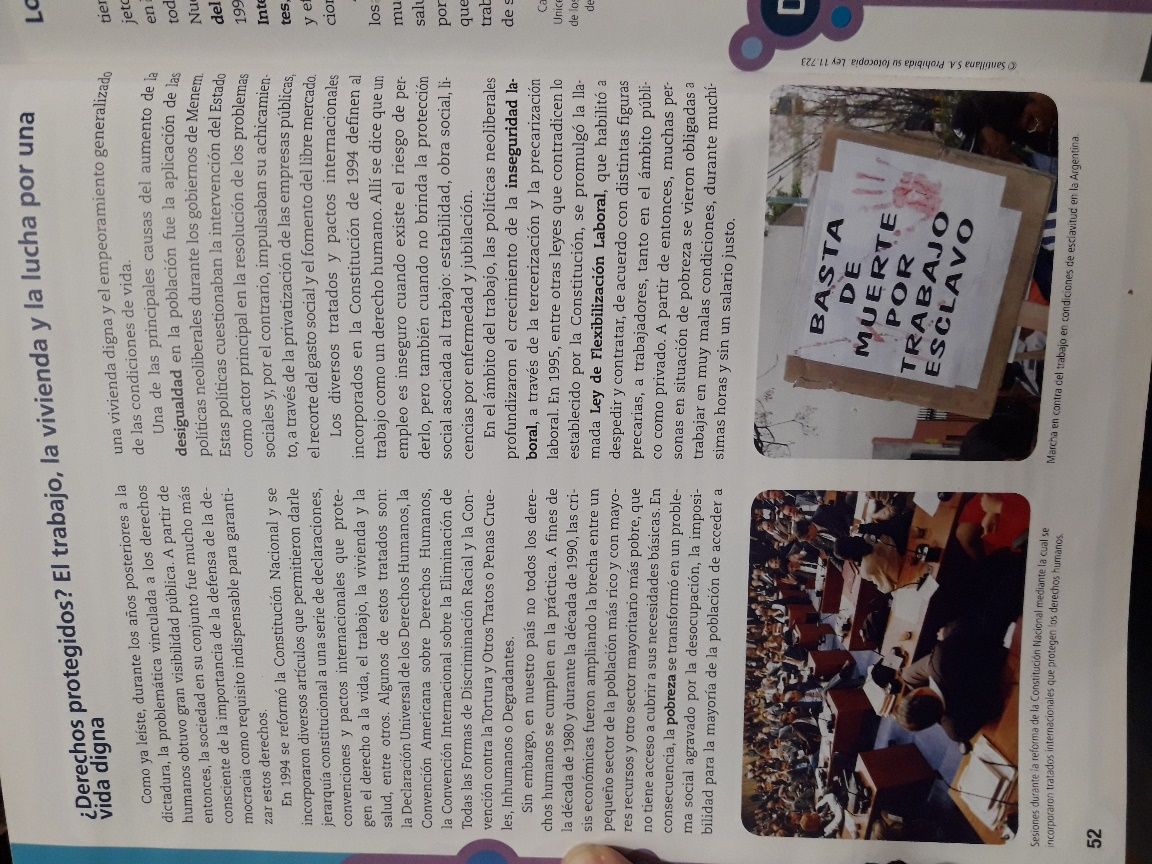 ¿Derechos protegidos? El trabajo, la vivienda y la lucha por una
vida digna
Como ya leíste, durante los años posteriores a la
dictadura, la problemática vinculada a los derechos
humanos obtuvo gran visibilidad pública. A partir de
entonces, la sociedad en su conjunto fue mucho más
consciente de la importancia de la defensa de la de-
mocracia como requisito indispensable para garanti-
zar estos derechos.
En 1994 se reformó la Constitución Nacional y se
incorporaron diversos artículos que permitieron darle
jerarquía constitucional a una serie de declaraciones,
convenciones y pactos internacionales que prote-
gen el derecho a la vida, el trabajo, la vivienda y la
salud, entre otros. Algunos de estos tratados son:
la Declaración Universal de los Derechos Humanos, la
Convención Americana sobre Derechos Humanos,
la Convención Internacional sobre la Eliminación de
Todas las Formas de Discriminación Racial y la Con-
vención contra la Tortura y Otros Tratos o Penas Crue-
les, Inhumanos o Degradantes.
Sin embargo, en nuestro país no todos los dere-
chos humanos se cumplen en la práctica. A fines de
la década de 1980 y durante la década de 1990, las cri-
sis económicas fueron ampliando la brecha entre un
pequeño sector de la población más rico y con mayo-
res recursos y otro sector mayoritario más pobre, que
no tiene acceso a cubrir a sus necesidades básicas. En
consecuencia, la pobreza se transformó en un proble-
ma social agravado por la desocupación, la imposi-
bilidad para la mayoría de la población de acceder a
una vivienda digna y el empeoramiento generalizado
de las condiciones de vida.
Una de las principales causas del aumento de la
desigualdad en la población fue la aplicación de las
políticas neoliberales durante los gobiernos de Menem.
Estas políticas cuestionaban la intervención del Estado
como actor principal en la resolución de los problemas
sociales y, por el contrario, impulsaban su achicamien-
to, a través de la privatización de las empresas públicas,
el recorte del gasto social y el fomento del libre mercado.
Los diversos tratados y pactos internacionales
incorporados en la Constitución de 1994 definen al
trabajo como un derecho humano. Allí se dice que un
empleo es inseguro cuando existe el riesgo de per-
derlo, pero también cuando no brinda la protección
social asociada al trabajo: estabilidad, obra social, li-
cencias por enfermedad y jubilación.
En el ámbito del trabajo, las políticas neoliberales
profundizaron el crecimiento de la inseguridad la-
boral, a través de la tercerización y la precarización
laboral. En 1995, entre otras leyes que contradicen lo
establecido por la Constitución, se promulgó la lla-
mada Ley de Flexibilización Laboral, que habilitó a
despedir y contratar, de acuerdo con distintas figuras
precarias, a trabajadores, tanto en el ámbito públi-
co como privado. A partir de entonces, muchas per-
sonas en situación de pobreza se vieron obligadas a
trabajar en muy malas condiciones, durante muchí-
simas horas y sin un salario justo.
Sesiones durante la reforma de la Constitución Nacional mediante la cual se
incorporaron tratados internacionales que protegen los derechos humanos.
BASTA
DE
MUERTE
POR
TRABAJO
ESCLAVO
Marcha en contra del trabajo en condiciones de esclavitud en la Argentina.
52
© Santillana S.A. Prohibida su fotocopia. Ley 11.723
Lo